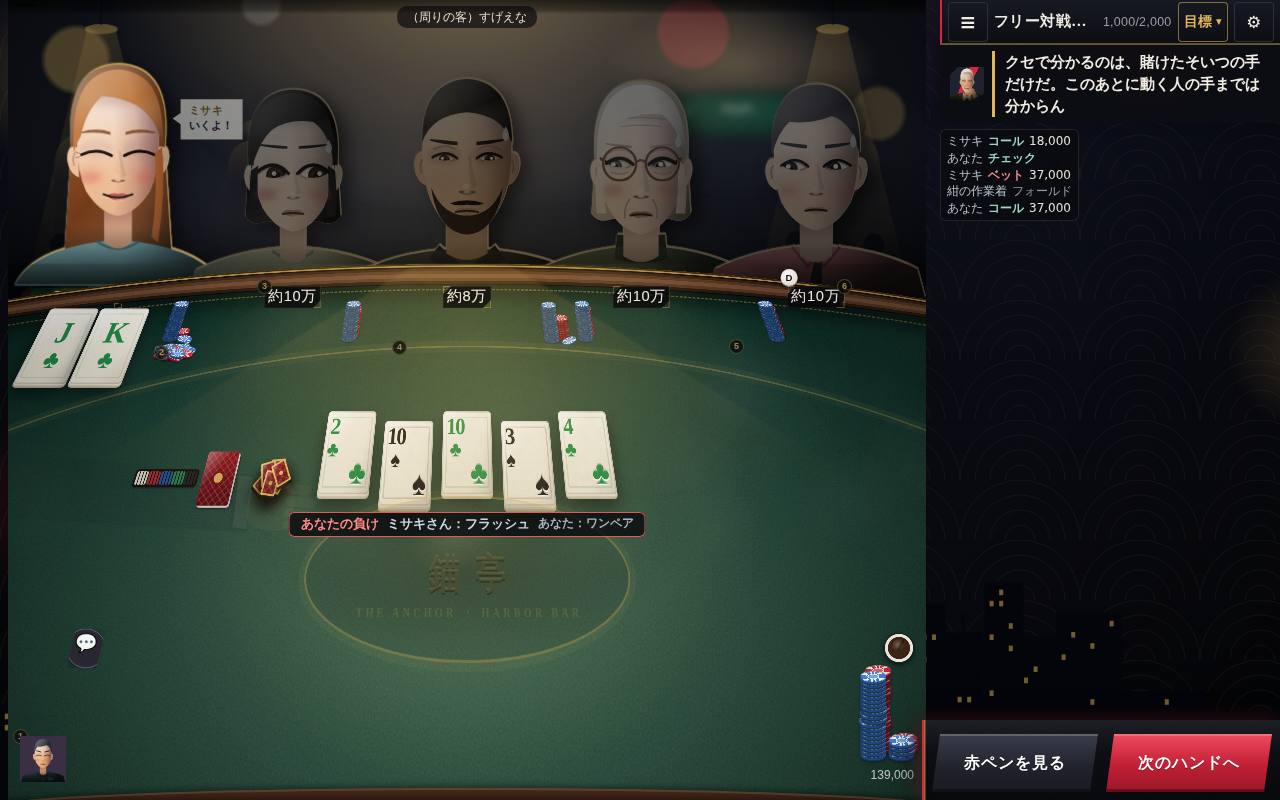 （周りの客）すげえな
ミサキ
いくよ！
フリー対戦…
1,000/2,000
目標▼
クセで分かるのは、賭けたそいつの手
だけだ。このあとに動く人の手までは
分からん
ミサキ コール 18,000
あなた チェック
ミサキ ベット 37,000
紺の作業着 フォールド
あなた コール 37,000
D
3
約10万
約8万
約10万
約10万
6
J
K
2
4
5
2
10
10
3
4
あなたの負け ミサキさん：フラッシュ あなた：ワンペア
錨亭
THE ANCHOR · HARBOR BAR
139,000
赤ペンを見る
次のハンドへ